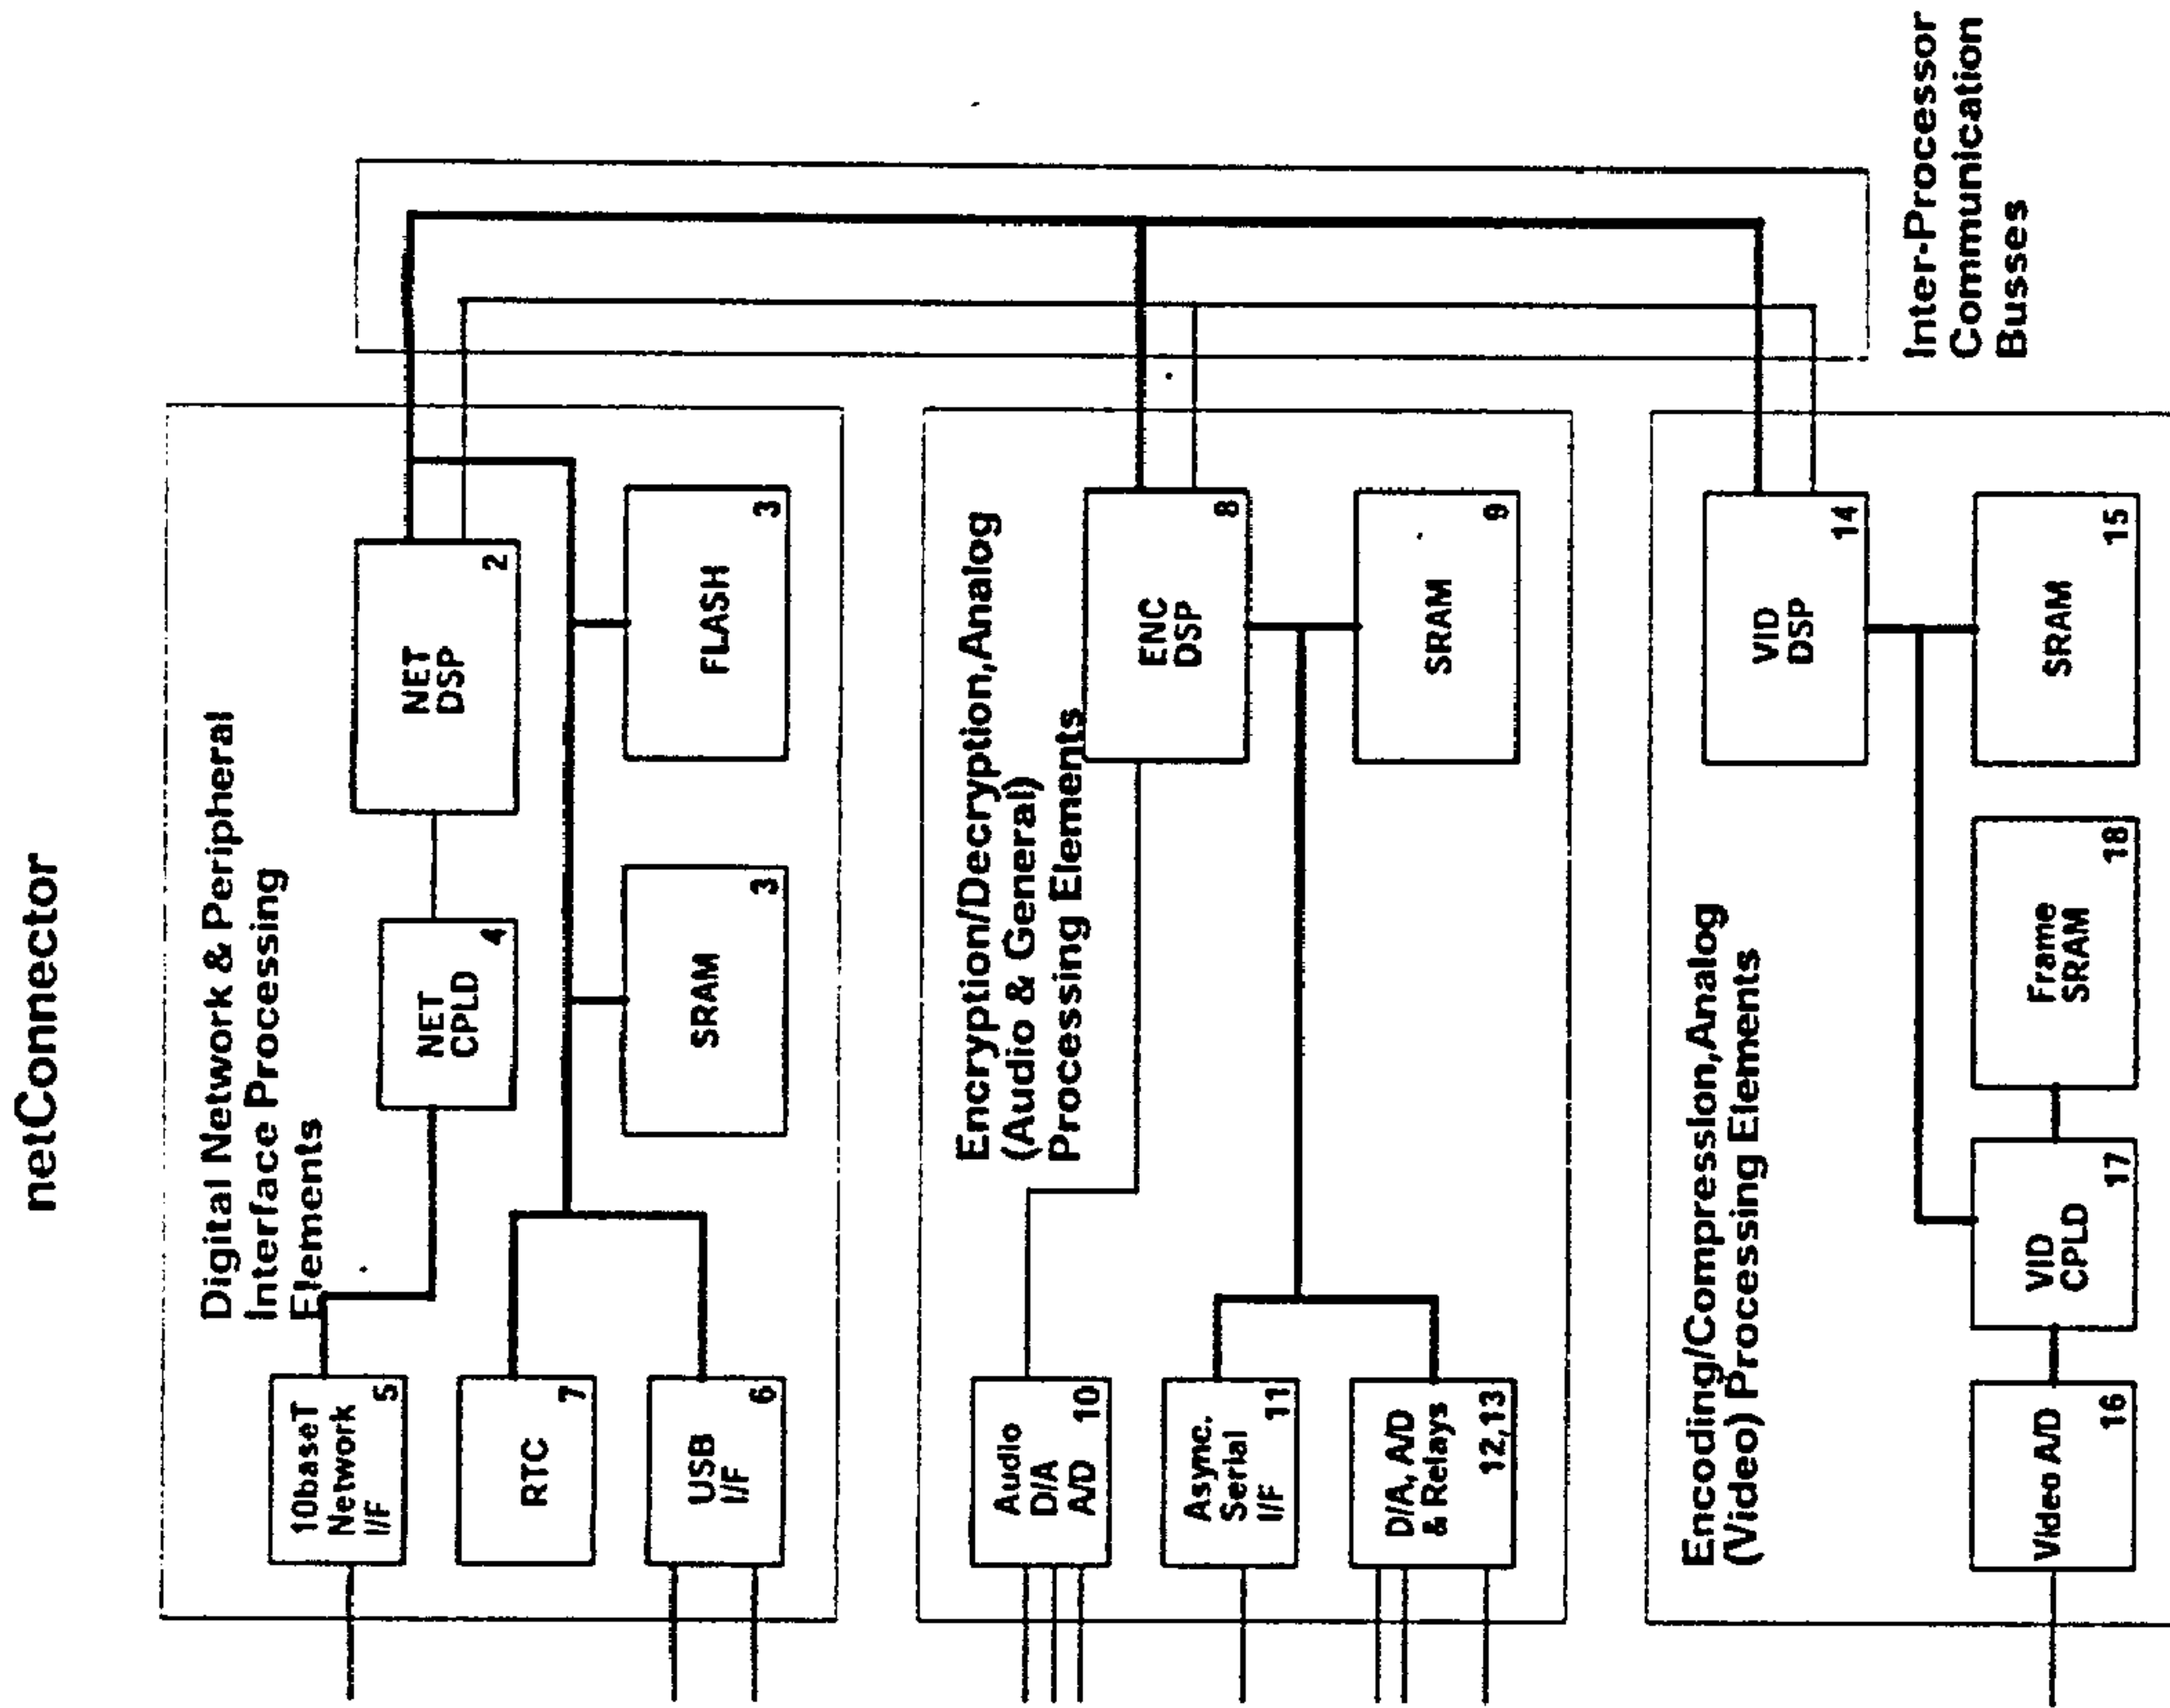 netConnector
Digital Network & Peripheral
Interface Processing
Elements
10baseT
Network
I/F
5
RTC
7
USB
I/F
6
NET
CPLD
4
SRAM
3
NET
DSP
2
FLASH
3
Encryption/Decryption,Analog
(Audio & General)
Processing Elements
Audio
D/A
A/D
10
Async.
Serial
I/F
11
D/A, A/D
& Relays
12,13
ENC
DSP
8
SRAM
9
Encoding/Compression,Analog
(Video) Processing Elements
Video A/D
16
VID
CPLD
17
Frame
SRAM
18
VID
DSP
14
SRAM
15
Inter-Processor
Communication
Busses